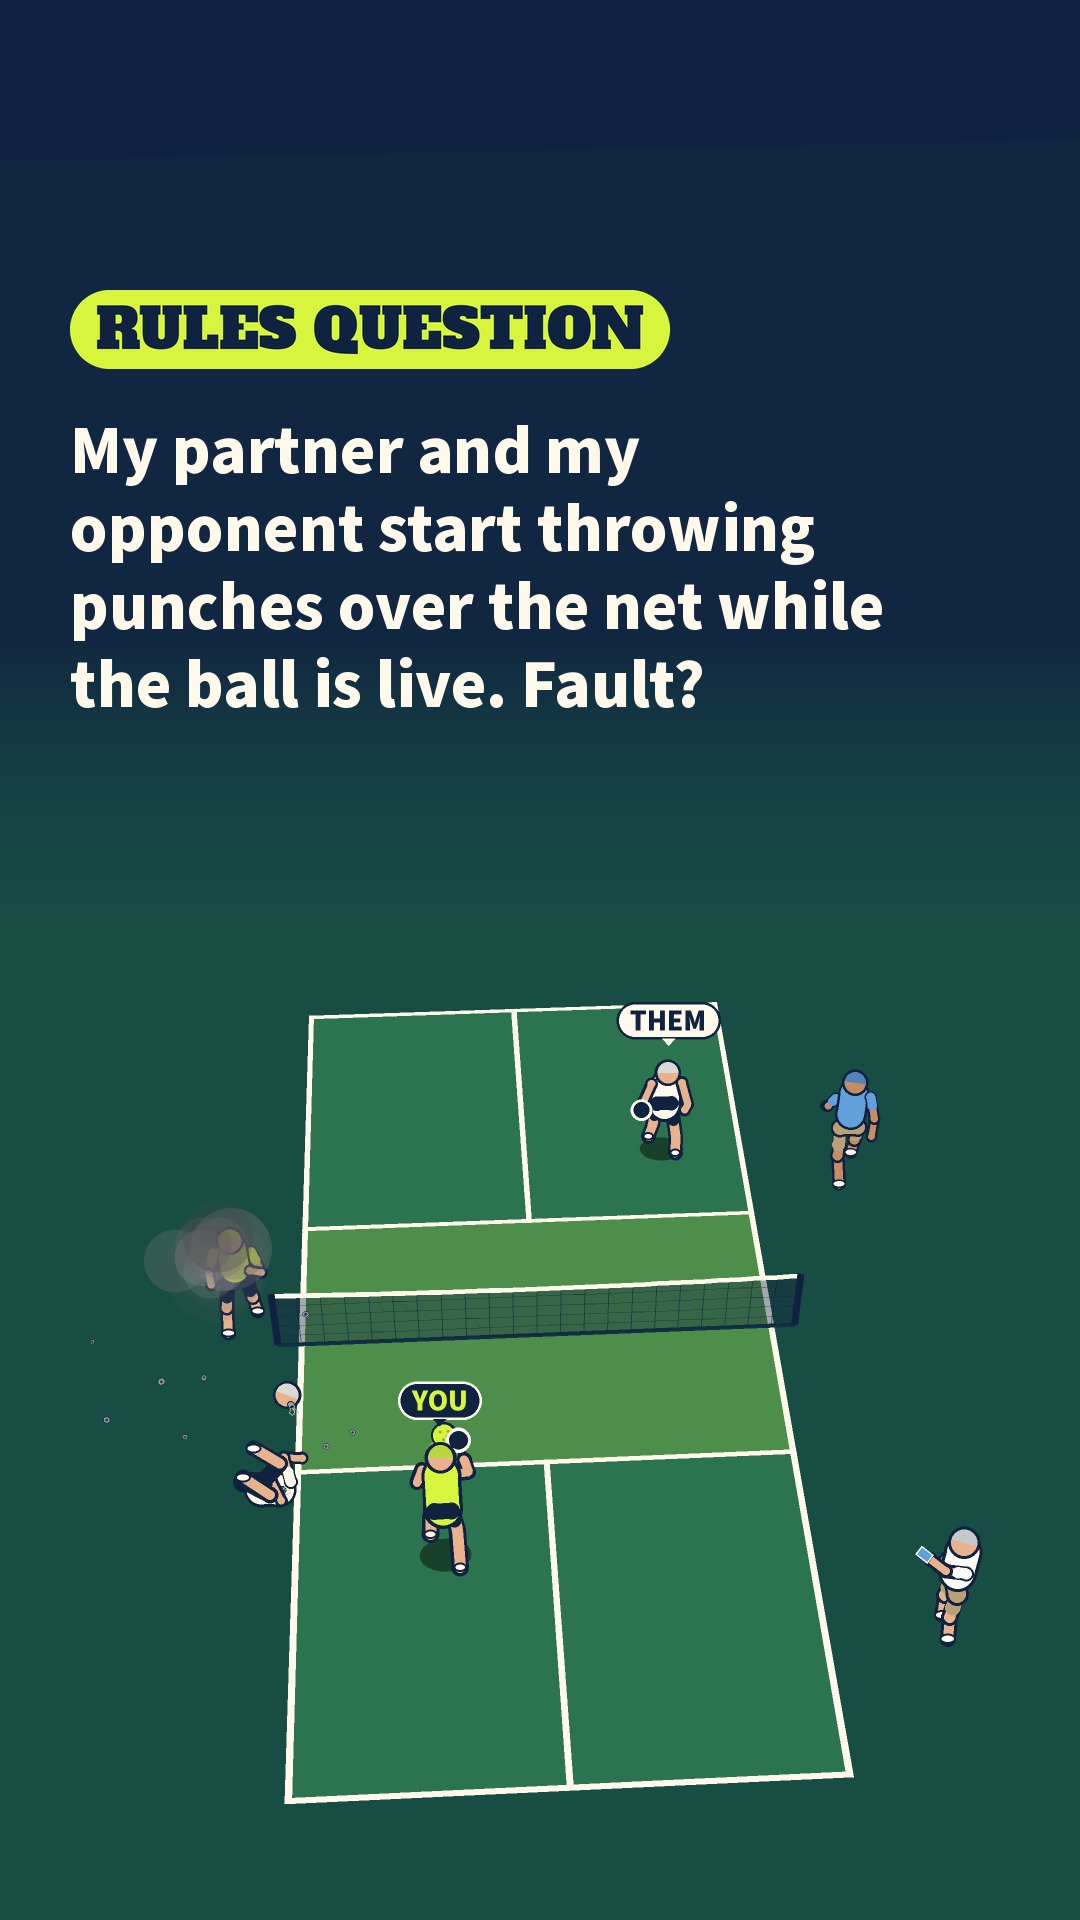 RULES QUESTION
My partner and my
opponent start throwing
punches over the net while
the ball is live. Fault?
THEM
YOU